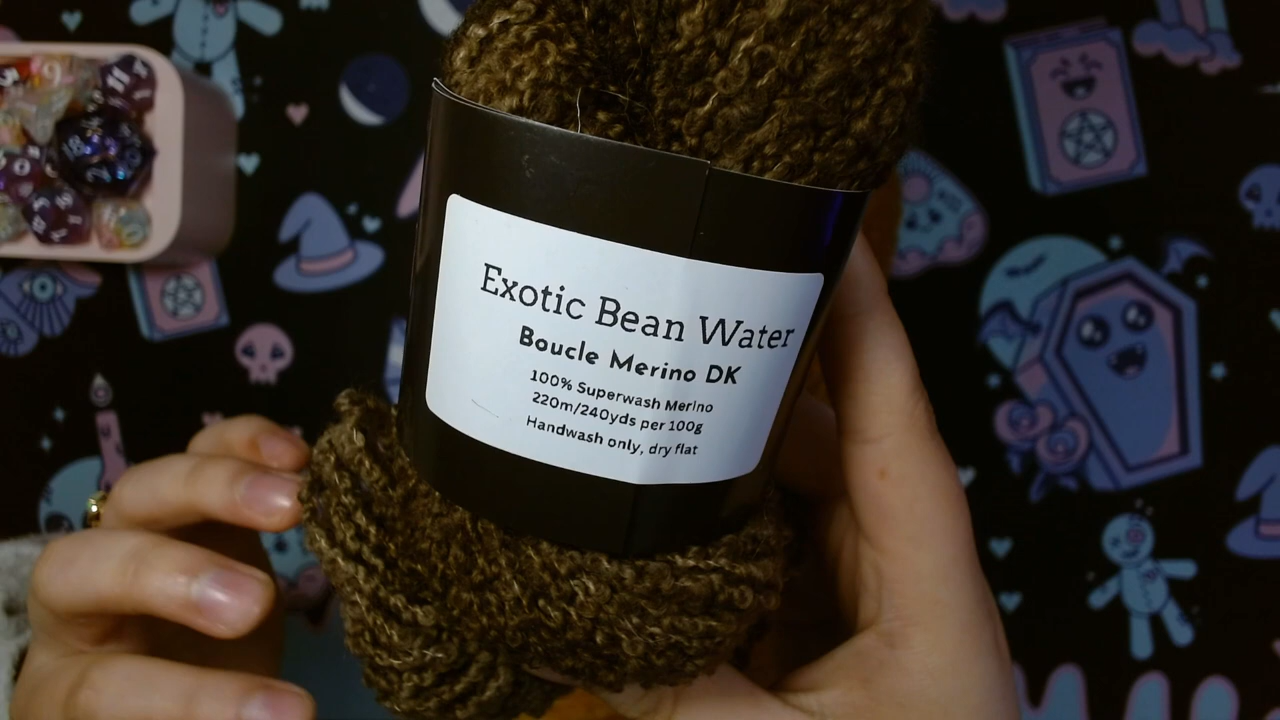 Exotic Bean Water
Boucle Merino DK
100% Superwash Merino
220m/240yds per 100g
Handwash only, dry flat